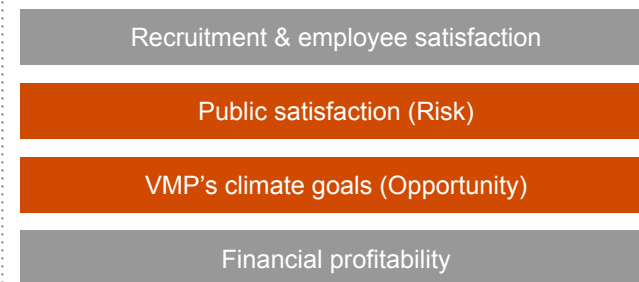 Recruitment & employee satisfaction
Public satisfaction (Risk)
VMP's climate goals (Opportunity)
Financial profitability